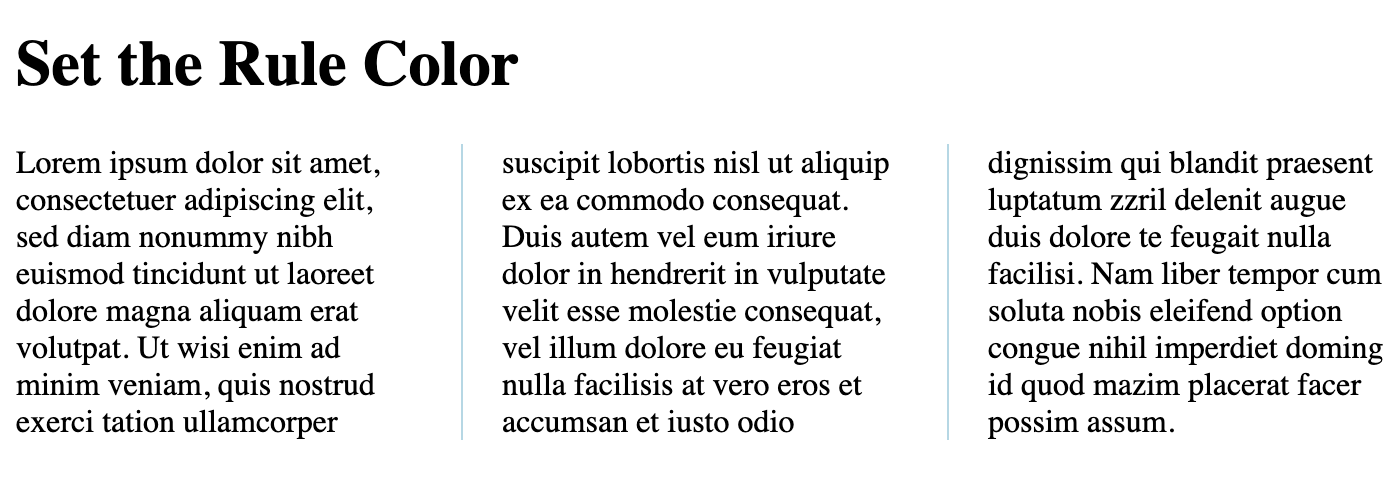 Set the Rule Color
Lorem ipsum dolor sit amet,
consectetuer adipiscing elit,
sed diam nonummy nibh
euismod tincidunt ut laoreet
dolore magna aliquam erat
volutpat. Ut wisi enim ad
minim veniam, quis nostrud
exerci tation ullamcorper
suscipit lobortis nisl ut aliquip
ex ea commodo consequat.
Duis autem vel eum iriure
dolor in hendrerit in vulputate
velit esse molestie consequat,
vel illum dolore eu feugiat
nulla facilisis at vero eros et
accumsan et iusto odio
dignissim qui blandit praesent
luptatum zzril delenit augue
duis dolore te feugait nulla
facilisi. Nam liber tempor cum
soluta nobis eleifend option
congue nihil imperdiet doming
id quod mazim placerat facer
possim assum.